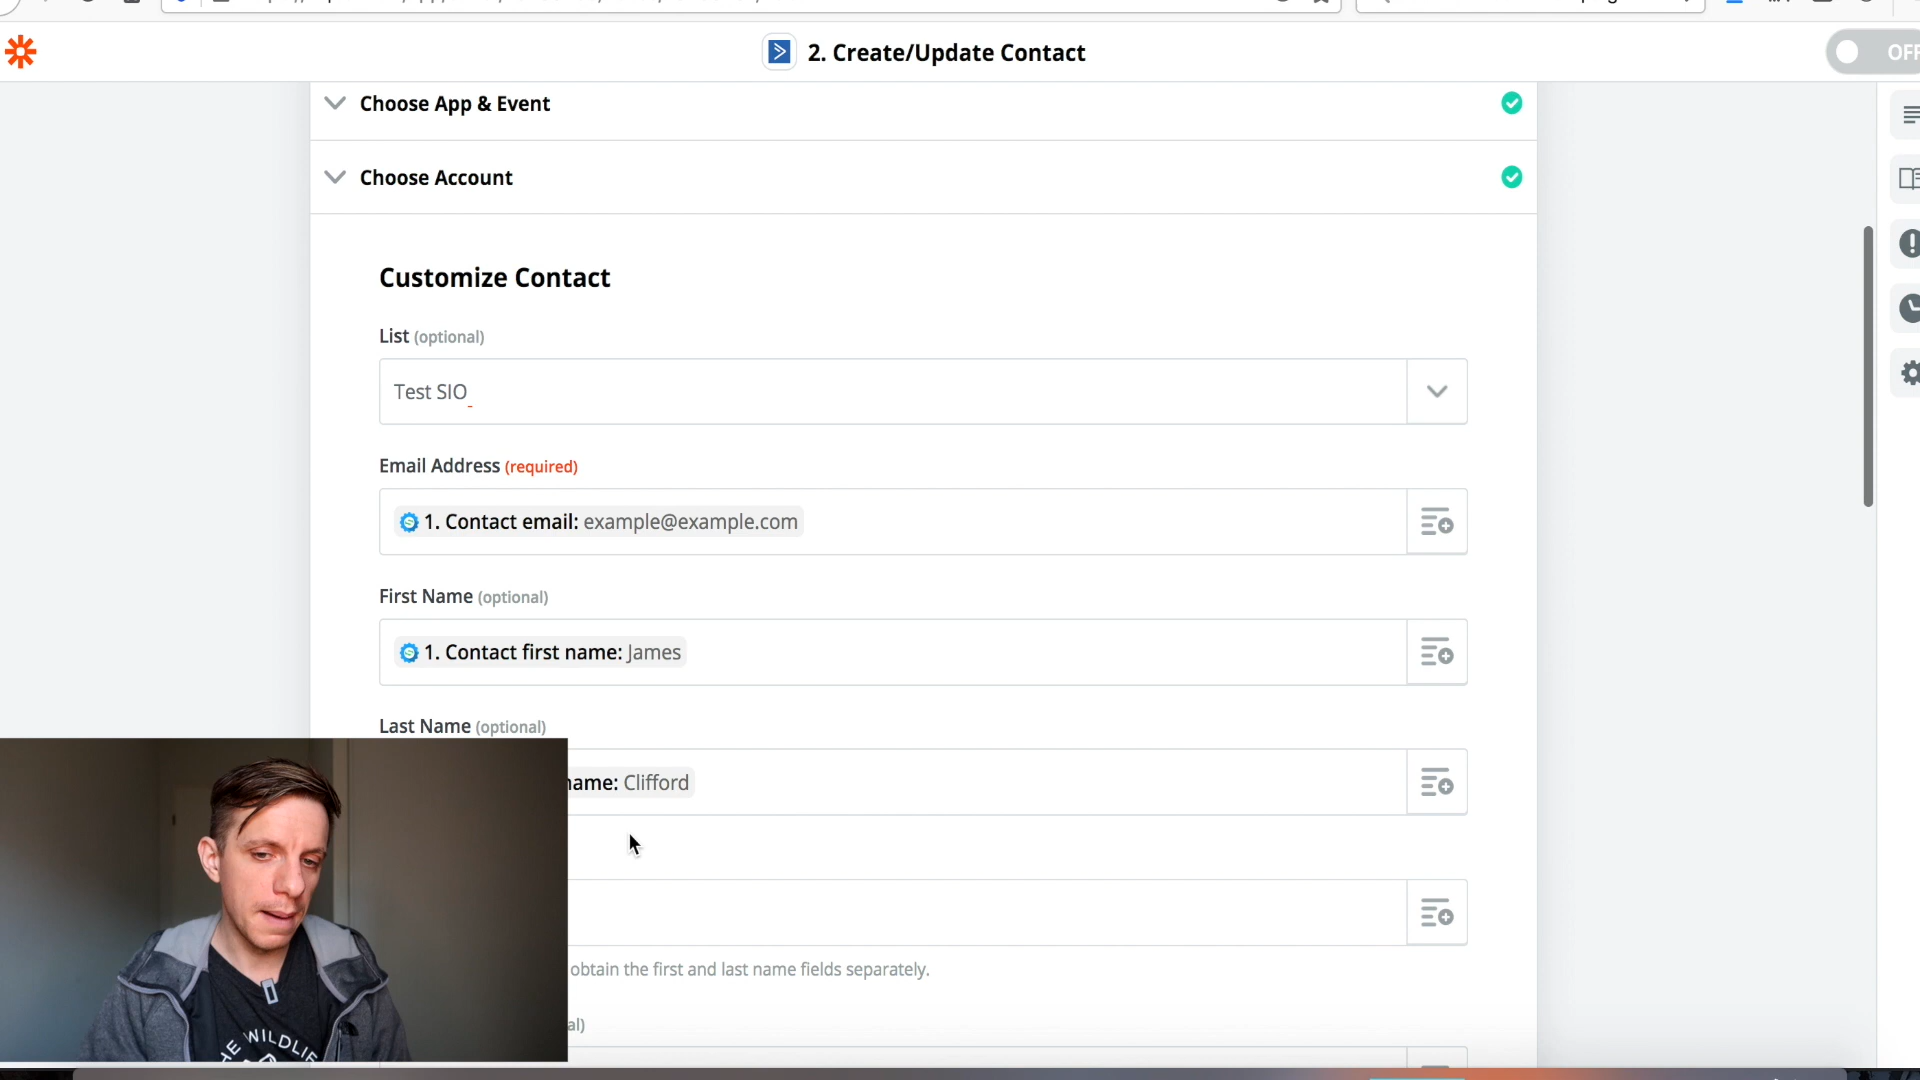 2. Create/Update Contact
OFF
Choose App & Event
Choose Account
Customize Contact
List (optional)
Test SIO
Email Address (required)
1. Contact email: example@example.com
First Name (optional)
1. Contact first name: James
Last Name (optional)
name: Clifford
obtain the first and last name fields separately.
al)
THE WILDLIF